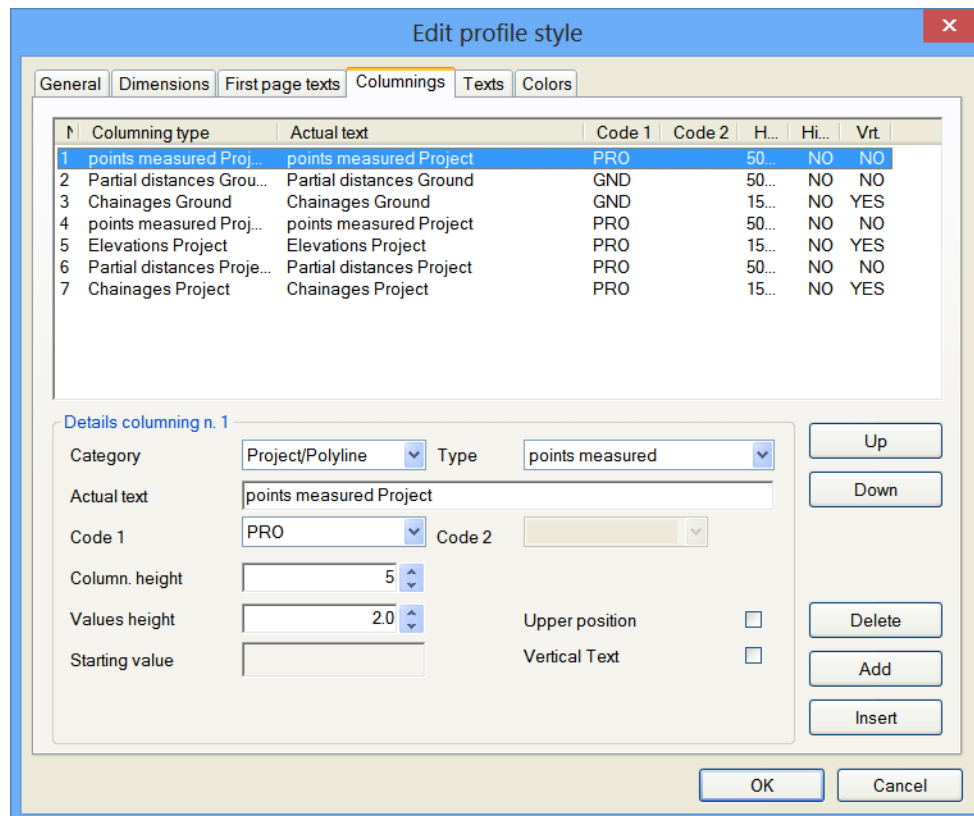 Edit profile style
General Dimensions First page texts Columnings Texts Colors
N Columning type Actual text Code 1 Code 2 H... Hi... Vrt.
1 points measured Proj... points measured Project PRO 50... NO NO
2 Partial distances Grou... Partial distances Ground GND 50... NO NO
3 Chainages Ground Chainages Ground GND 15... NO YES
4 points measured Proj... points measured Project PRO 50... NO NO
5 Elevations Project Elevations Project PRO 15... NO YES
6 Partial distances Proje... Partial distances Project PRO 50... NO NO
7 Chainages Project Chainages Project PRO 15... NO YES
Details columning n. 1
Category Project/Polyline Type points measured
Actual text points measured Project
Code 1 PRO Code 2
Column. height 5
Values height 2.0 Upper position
Starting value Vertical Text
Up
Down
Delete
Add
Insert
OK Cancel